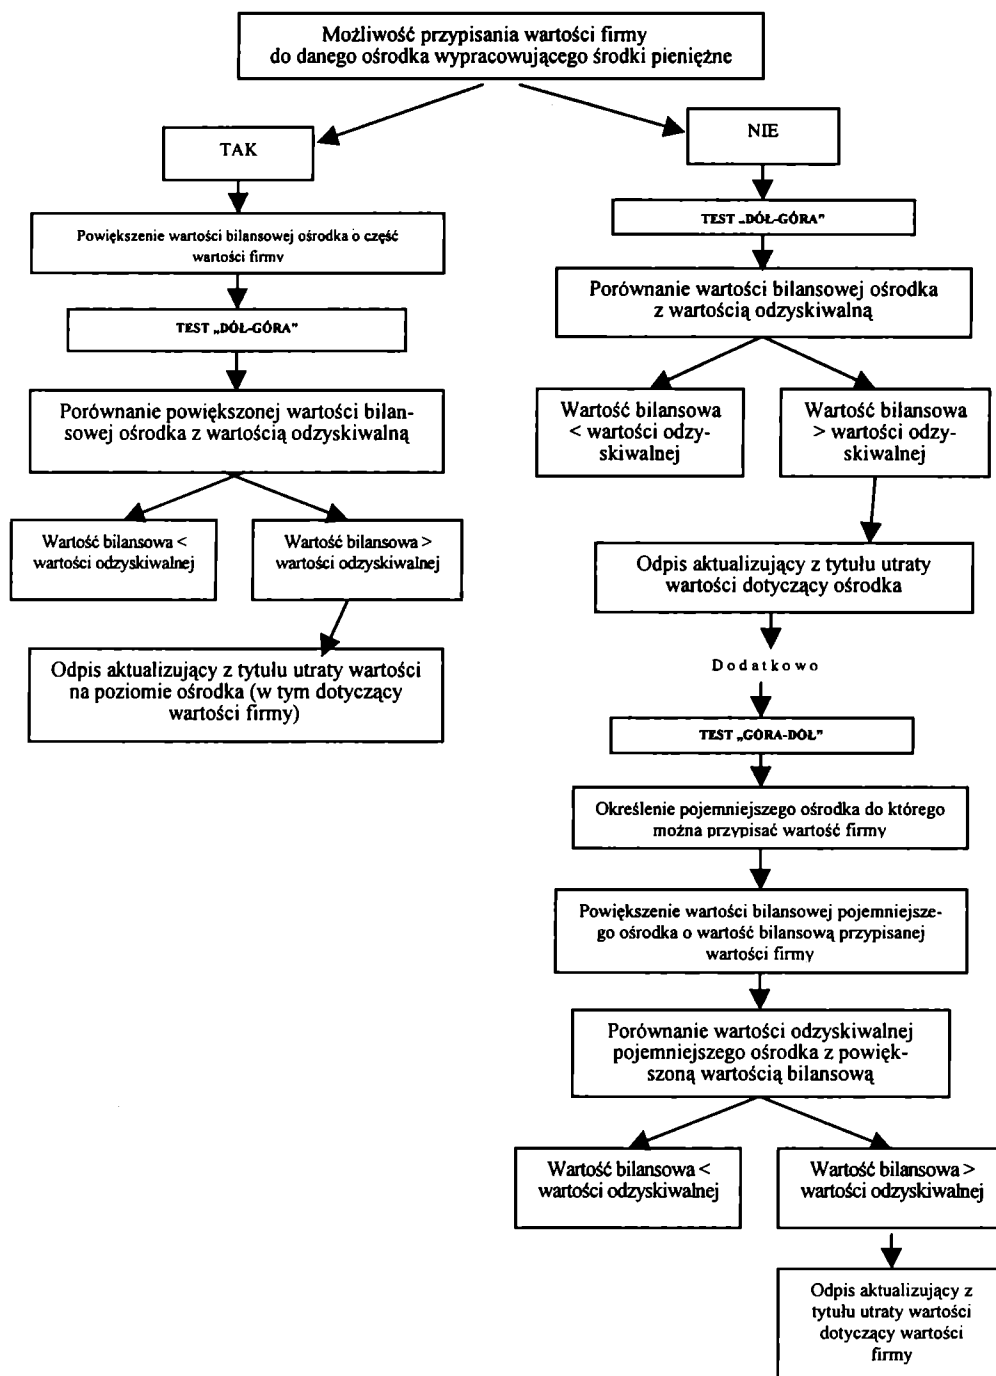 Możliwość przypisania wartości firmy
do danego ośrodka wypracowującego środki pieniężne
TAK
Powiększenie wartości bilansowej ośrodka o część
wartości firmy
TEST „DÓŁ-GÓRA”
Porównanie powiększonej wartości bilan-
sowej ośrodka z wartością odzyskiwalną
Wartość bilansowa <
wartości odzyskiwalnej
Wartość bilansowa >
wartości odzyskiwalnej
Odpis aktualizujący z tytułu utraty wartości
na poziomie ośrodka (w tym dotyczący
wartości firmy)
NIE
TEST „DÓŁ-GÓRA”
Porównanie wartości bilansowej ośrodka
z wartością odzyskiwalną
Wartość bilansowa
< wartości odzy-
skiwalnej
Wartość bilansowa
> wartości odzy-
skiwalnej
Odpis aktualizujący z tytułu utraty
wartości dotyczący ośrodka
Dodatkowo
TEST „GÓRA-DÓŁ”
Określenie pojemniejszego ośrodka do którego
można przypisać wartość firmy
Powiększenie wartości bilansowej pojemniejsze-
go ośrodka o wartość bilansową przypisanej
wartości firmy
Porównanie wartości odzyskiwalnej
pojemniejszego ośrodka z powięk-
szoną wartością bilansową
Wartość bilansowa <
wartości odzyskiwalnej
Wartość bilansowa >
wartości odzyskiwalnej
Odpis aktualizujący z
tytułu utraty wartości
dotyczący wartości
firmy